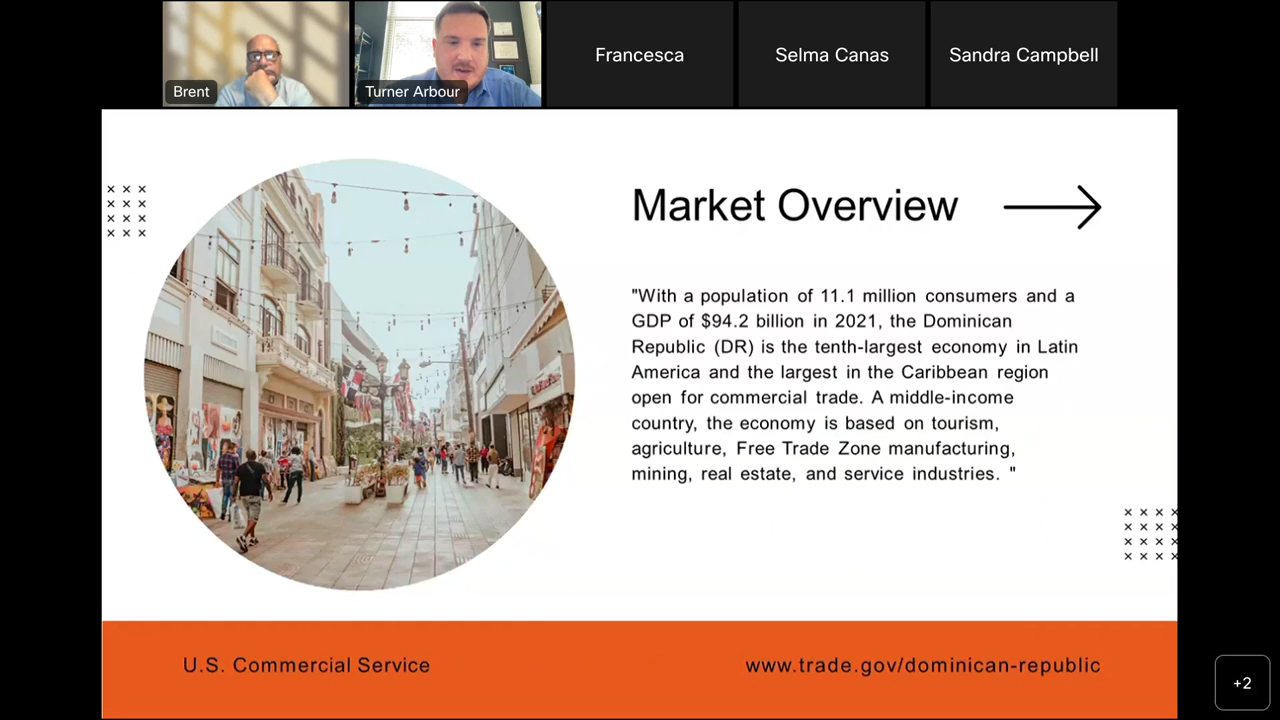 Brent
Turner Arbour
Francesca
Selma Canas
Sandra Campbell
Market Overview
"With a population of 11.1 million consumers and a
GDP of $94.2 billion in 2021, the Dominican
Republic (DR) is the tenth-largest economy in Latin
America and the largest in the Caribbean region
open for commercial trade. A middle-income
country, the economy is based on tourism,
agriculture, Free Trade Zone manufacturing,
mining, real estate, and service industries. "
U.S. Commercial Service
www.trade.gov/dominican-republic
+2